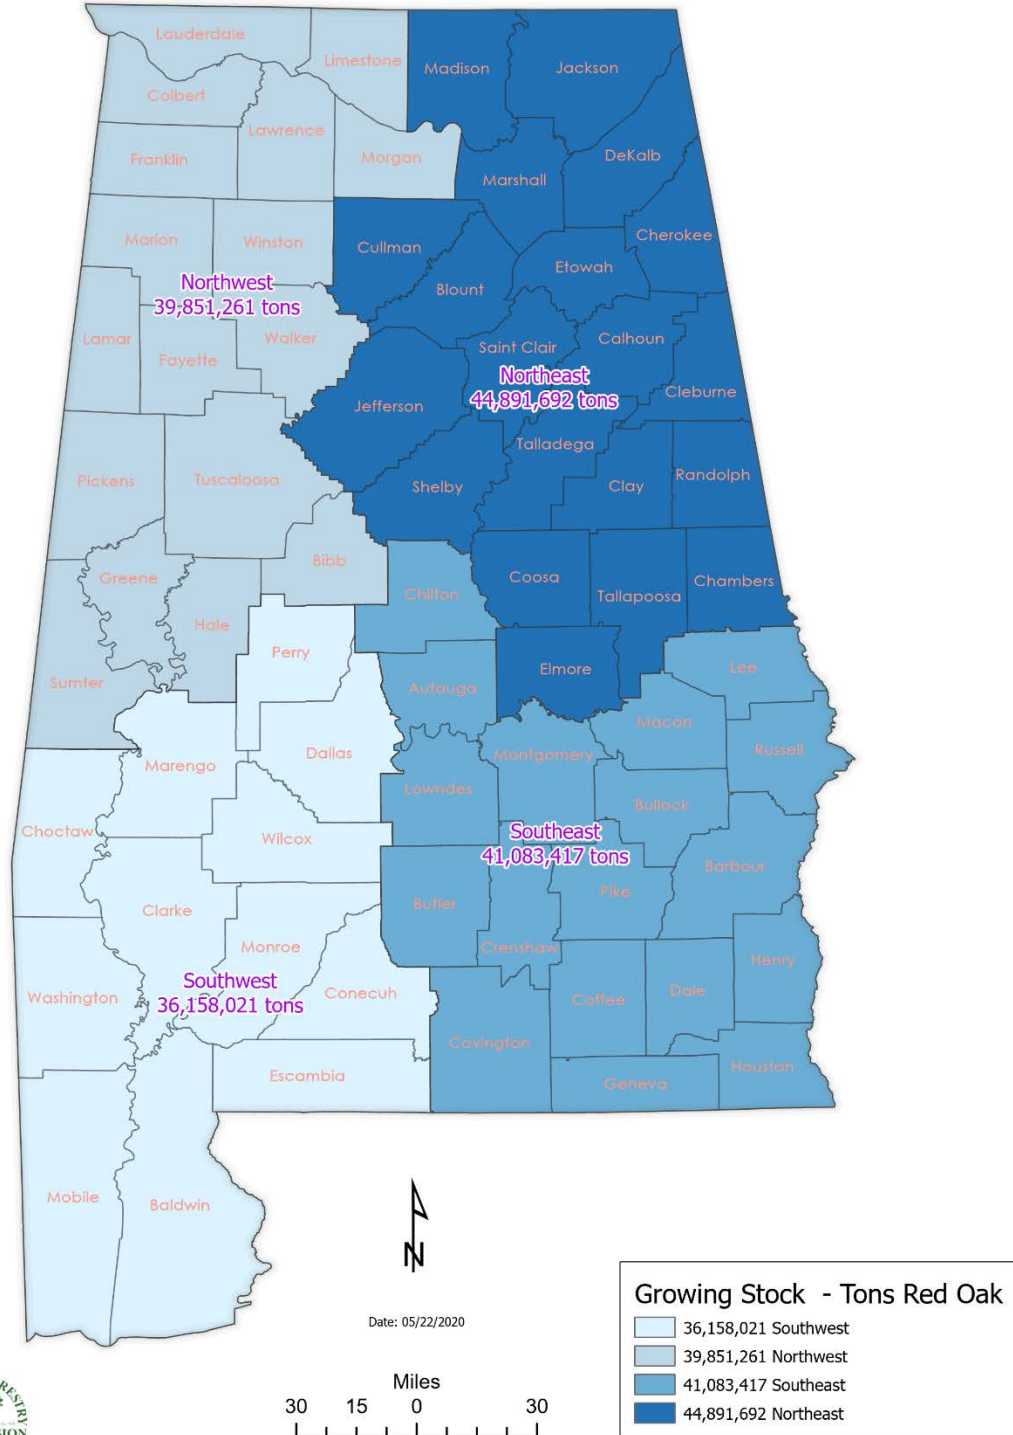 Lauderdale
Limestone
Madison
Jackson
Colbert
Lawrence
Franklin
Morgan
DeKalb
Marshall
Cherokee
Marion
Winston
Cullman
Etowah
Blount
Northwest
39,851,261 tons
Lamar
Fayette
Walker
Saint Clair
Calhoun
Northeast
44,891,692 tons
Cleburne
Jefferson
Talladega
Pickens
Tuscaloosa
Shelby
Clay
Randolph
Greene
Bibb
Coosa
Tallapoosa
Chambers
Chilton
Hale
Perry
Sumter
Autauga
Elmore
Lee
Macon
Russell
Marengo
Dallas
Montgomery
Lowndes
Bullock
Choctaw
Wilcox
Southeast
41,083,417 tons
Barbour
Pike
Butler
Clarke
Monroe
Crenshaw
Henry
Southwest
36,158,021 tons
Washington
Conecuh
Coffee
Dale
Covington
Escambia
Geneva
Houston
Mobile
Baldwin
N
Date: 05/22/2020
Miles
30 15 0 30
Growing Stock - Tons Red Oak
36,158,021 Southwest
39,851,261 Northwest
41,083,417 Southeast
44,891,692 Northeast